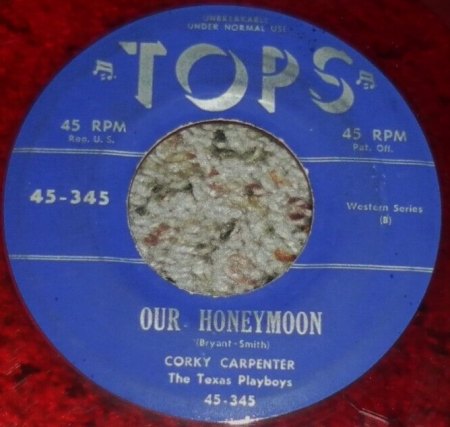 UNBREAKABLE
UNDER NORMAL USE
TOPS
45 RPM
Reg. U. S.
45 RPM
Pat. Off.
45-345
Western Series
(B)
OUR HONEYMOON
(Bryant-Smith)
CORKY CARPENTER
The Texas Playboys
45-345